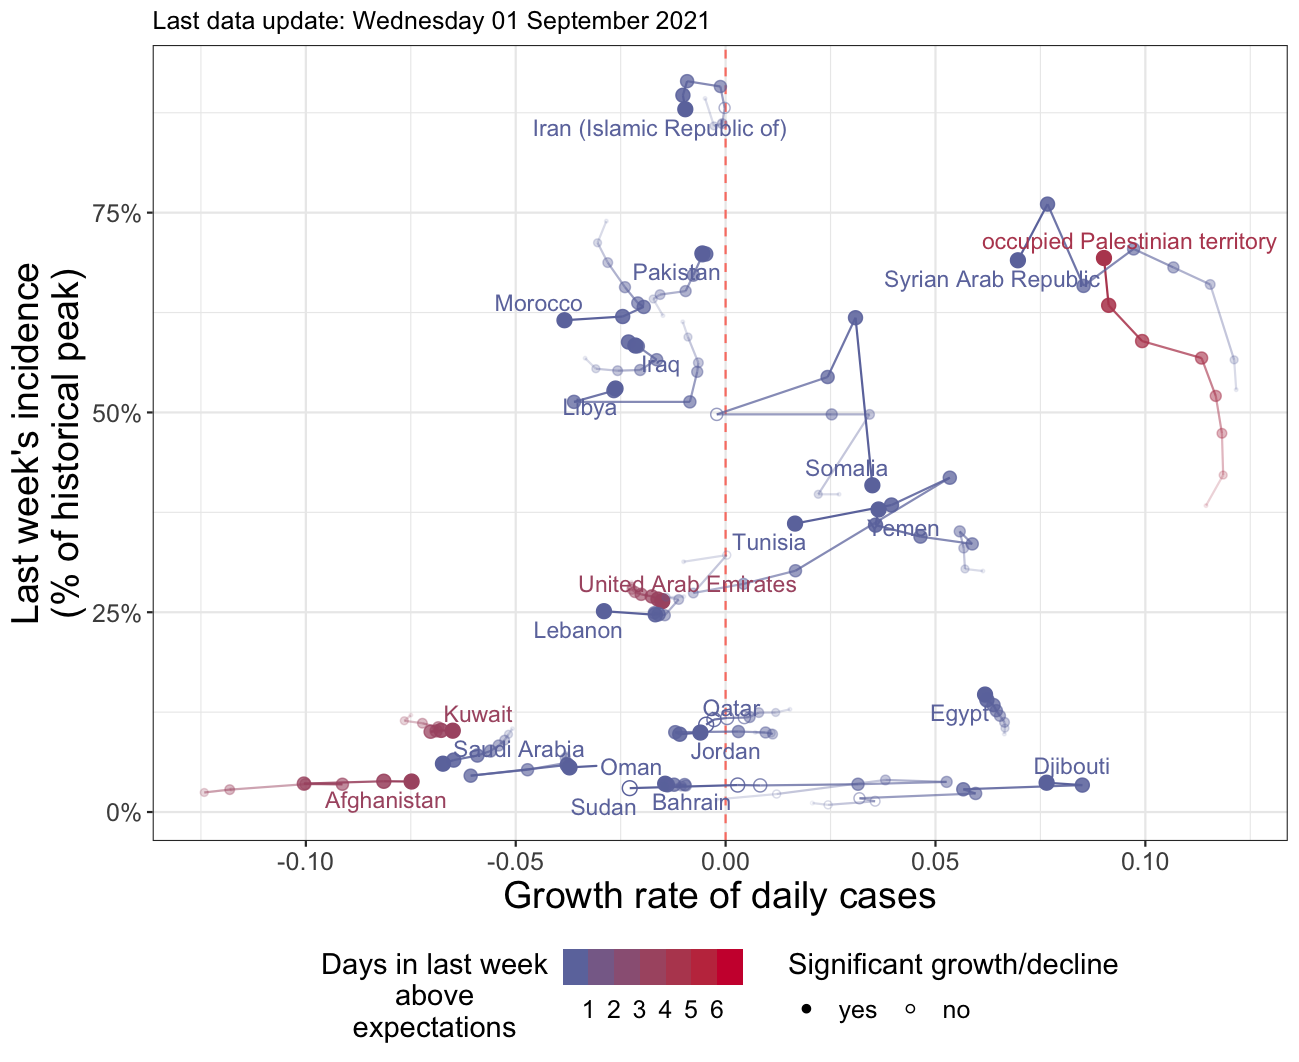 Last data update: Wednesday 01 September 2021
Last week's incidence
(% of historical peak)
75%
50%
25%
0%
Iran (Islamic Republic of)
occupied Palestinian territory
Pakistan
Syrian Arab Republic
Morocco
Iraq
Libya
Somalia
Yemen
Tunisia
United Arab Emirates
Lebanon
Qatar
Kuwait
Egypt
Saudi Arabia
Jordan
Oman
Djibouti
Afghanistan
Sudan
Bahrain
-0.10
-0.05
0.00
0.05
0.10
Growth rate of daily cases
Days in last week
above
expectations
1 2 3 4 5 6
Significant growth/decline
yes
no